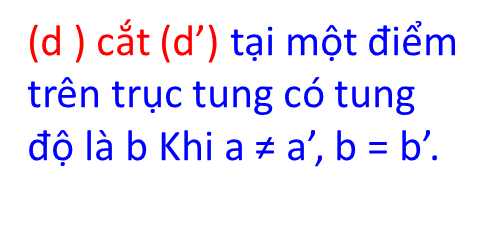 (d ) cắt (d’) tại một điểm
trên trục tung có tung
độ là b Khi a ≠ a’, b = b’.